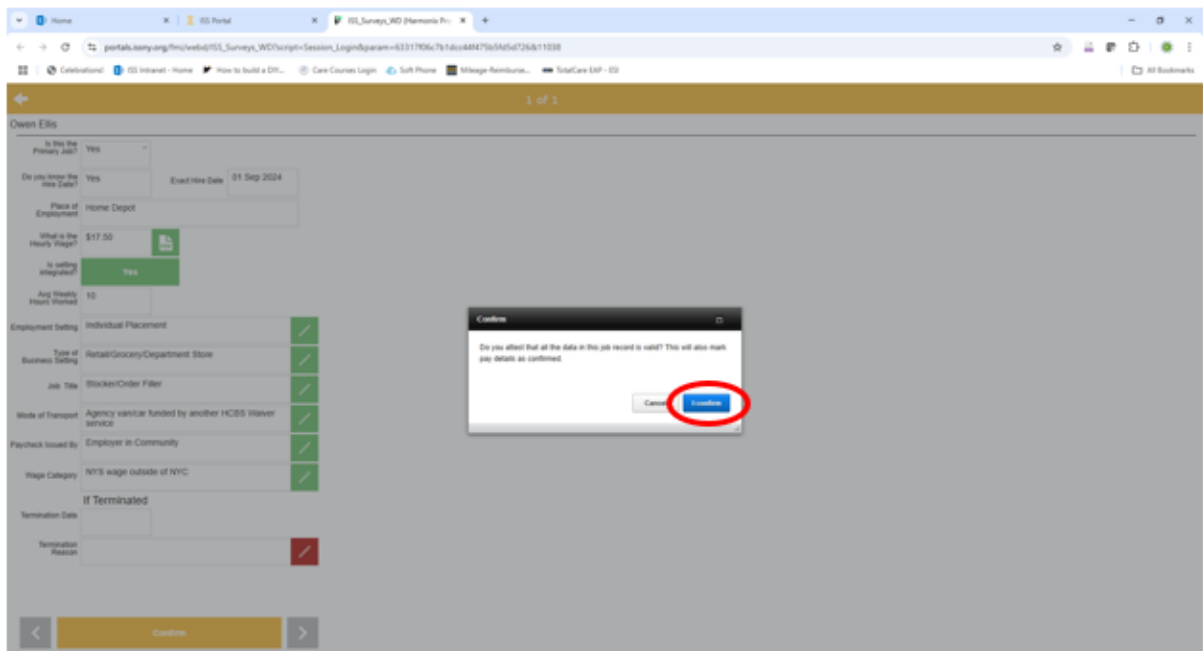 Home
ISS Portal
ISS_Surveys_WD (Harmonia Pro
portals.issny.org/fmi/webd/ISS_Surveys_WD?script=Session_Login&param=
Celebrations!
ISS Intranet - Home
How to build a DIY...
Care Courses Login
Soft Phone
Mileage Reimburse...
TotalCare EAP - ESI
All Bookmarks
1 of 1
Owen Ellis
Is this the Primary Job?
Yes
Do you know the Hire Date?
Yes
Exact Hire Date
01 Sep 2024
Place of Employment
Home Depot
What is the Hourly Wage?
$17.50
Is setting integrated?
Yes
Avg Weekly Hours Worked
10
Employment Setting
Individual Placement
Type of Business Setting
Retail/Grocery/Department Store
Job Title
Stocker/Order Filler
Mode of Transport
Agency van/car funded by another HCBS Waiver
service
Paycheck Issued By
Employer in Community
Wage Category
NYS wage outside of NYC
If Terminated
Termination Date
Termination Reason
Confirm
Confirm
Do you attest that all the data in this job record is valid? This will also mark
pay details as confirmed.
Cancel
I confirm